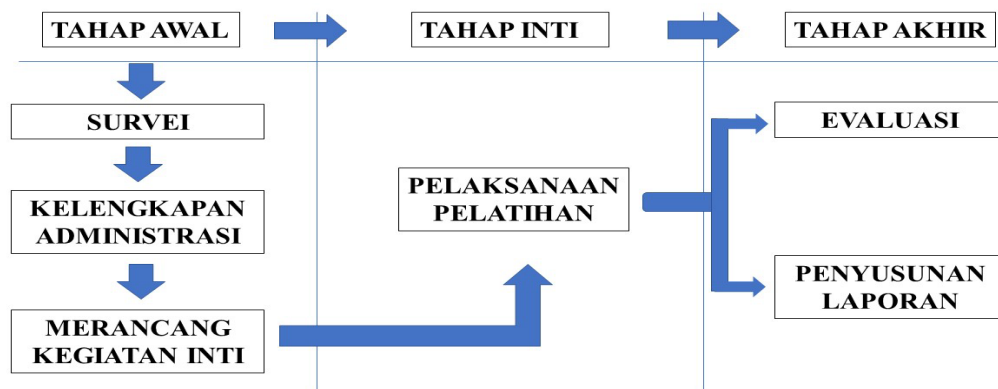 TAHAP AWAL
TAHAP INTI
TAHAP AKHIR
SURVEI
KELENGKAPAN
ADMINISTRASI
MERANCANG
KEGIATAN INTI
PELAKSANAAN
PELATIHAN
EVALUASI
PENYUSUNAN
LAPORAN